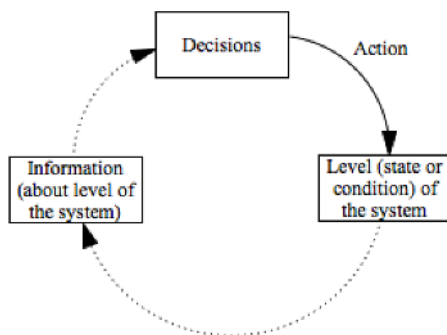 Decisions
Action
Information
(about level of
the system)
Level (state or
condition) of
the system